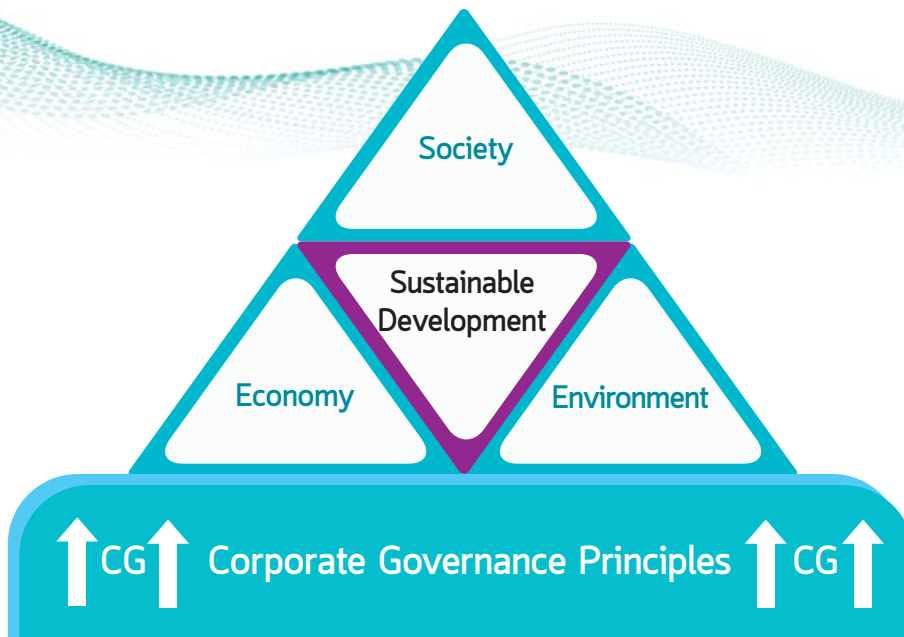 Society
Sustainable
Development
Economy
Environment
CG Corporate Governance Principles CG